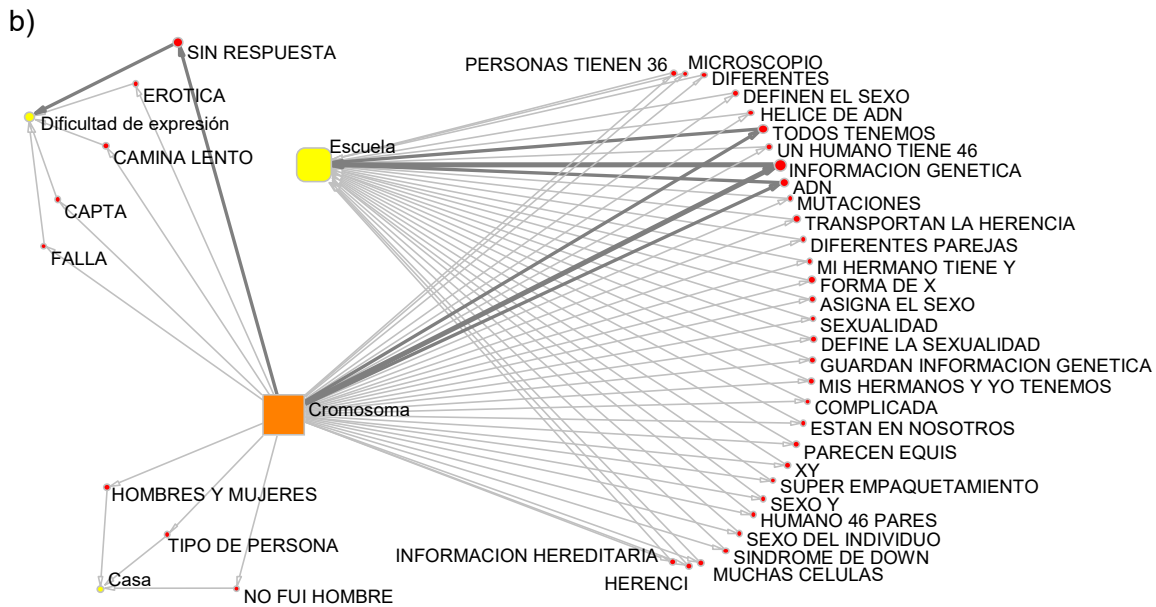 b)
SIN RESPUESTA
EROTICA
Dificultad de expresión
CAMINA LENTO
CAPTA
FALLA
Escuela
PERSONAS TIENEN 36
MICROSCOPIO
DIFERENTES
DEFINEN EL SEXO
HELICE DE ADN
TODOS TENEMOS
UN HUMANO TIENE 46
INFORMACION GENETICA
ADN
MUTACIONES
TRANSPORTAN LA HERENCIA
DIFERENTES PAREJAS
MI HERMANO TIENE Y
FORMA DE X
ASIGNA EL SEXO
SEXUALIDAD
DEFINE LA SEXUALIDAD
GUARDAN INFORMACION GENETICA
MIS HERMANOS Y YO TENEMOS
COMPLICADA
ESTAN EN NOSOTROS
PARECEN EQUIS
XY
SUPER EMPAQUETAMIENTO
SEXO Y
HUMANO 46 PARES
SEXO DEL INDIVIDUO
SINDROME DE DOWN
MUCHAS CELULAS
INFORMACION HEREDITARIA
HERENCI
Cromosoma
HOMBRES Y MUJERES
TIPO DE PERSONA
Casa
NO FUI HOMBRE